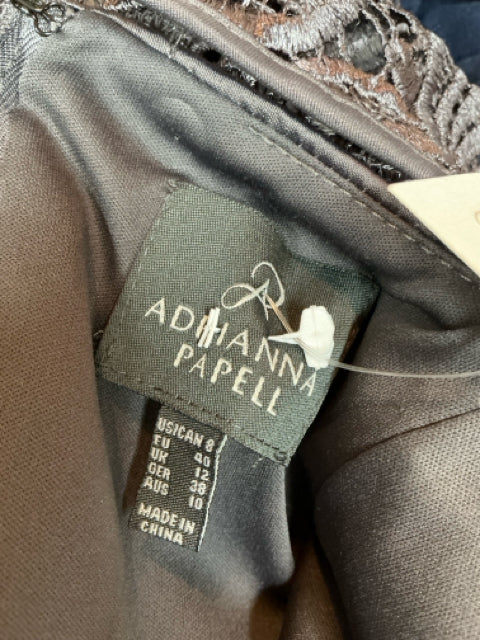 ADRIANNA
PAPELL
US/CAN 8
EU 40
UK 12
GER 38
AUS 10
MADE IN
CHINA